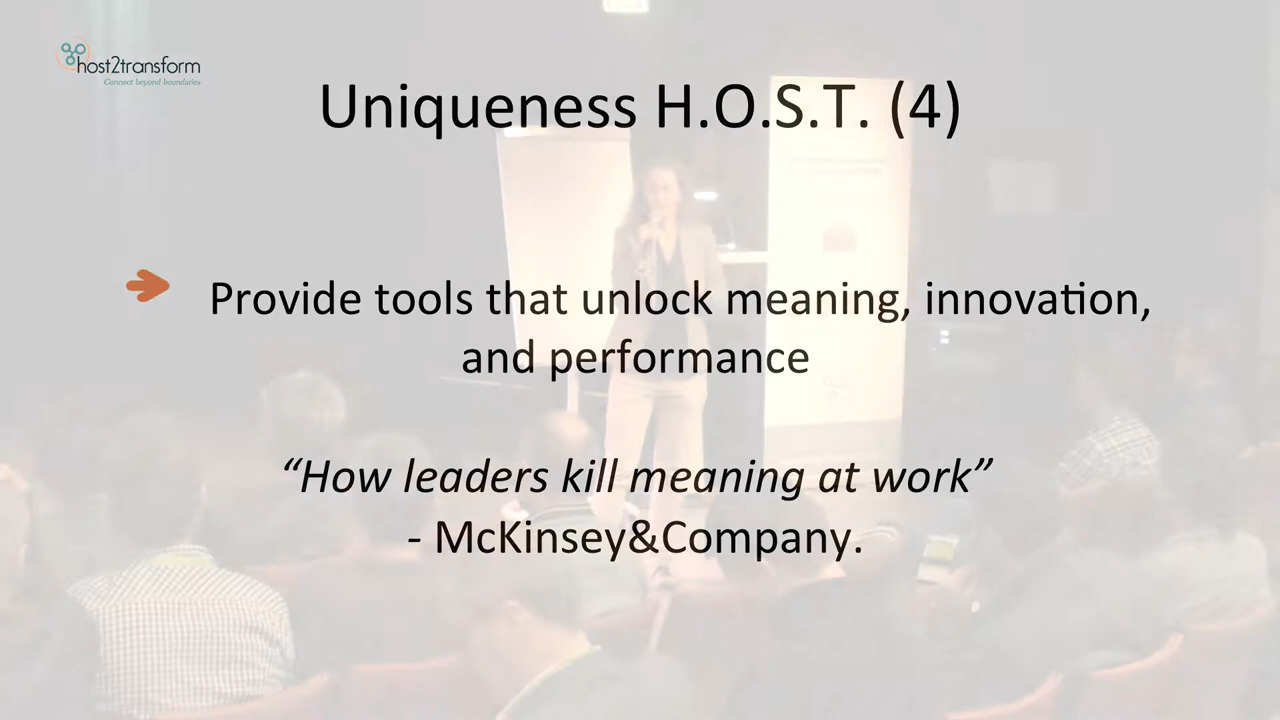 host2transform
Connect beyond boundaries
Uniqueness H.O.S.T. (4)
Provide tools that unlock meaning, innovation,
and performance
“How leaders kill meaning at work”
- McKinsey&Company.